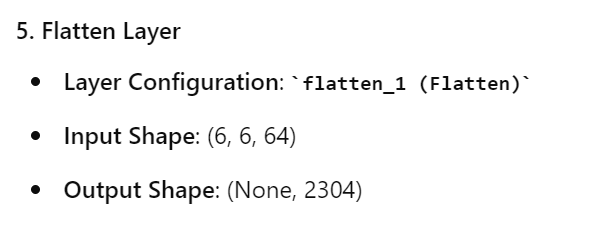 5. Flatten Layer
• Layer Configuration: `flatten_1 (Flatten)`
• Input Shape: (6, 6, 64)
• Output Shape: (None, 2304)